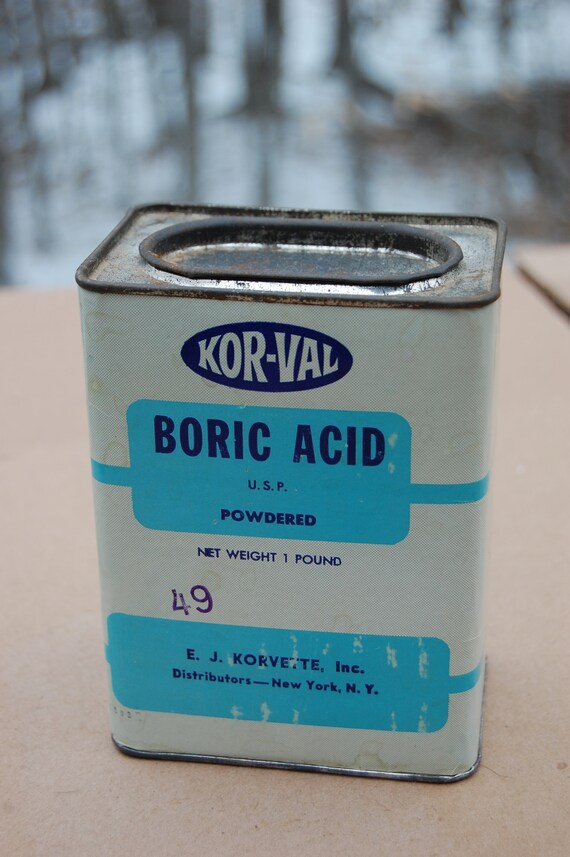 KOR-VAL
BORIC ACID
U.S.P.
POWDERED
NET WEIGHT 1 POUND
49
E. J. KORVETTE, Inc.
Distributors—New York, N. Y.